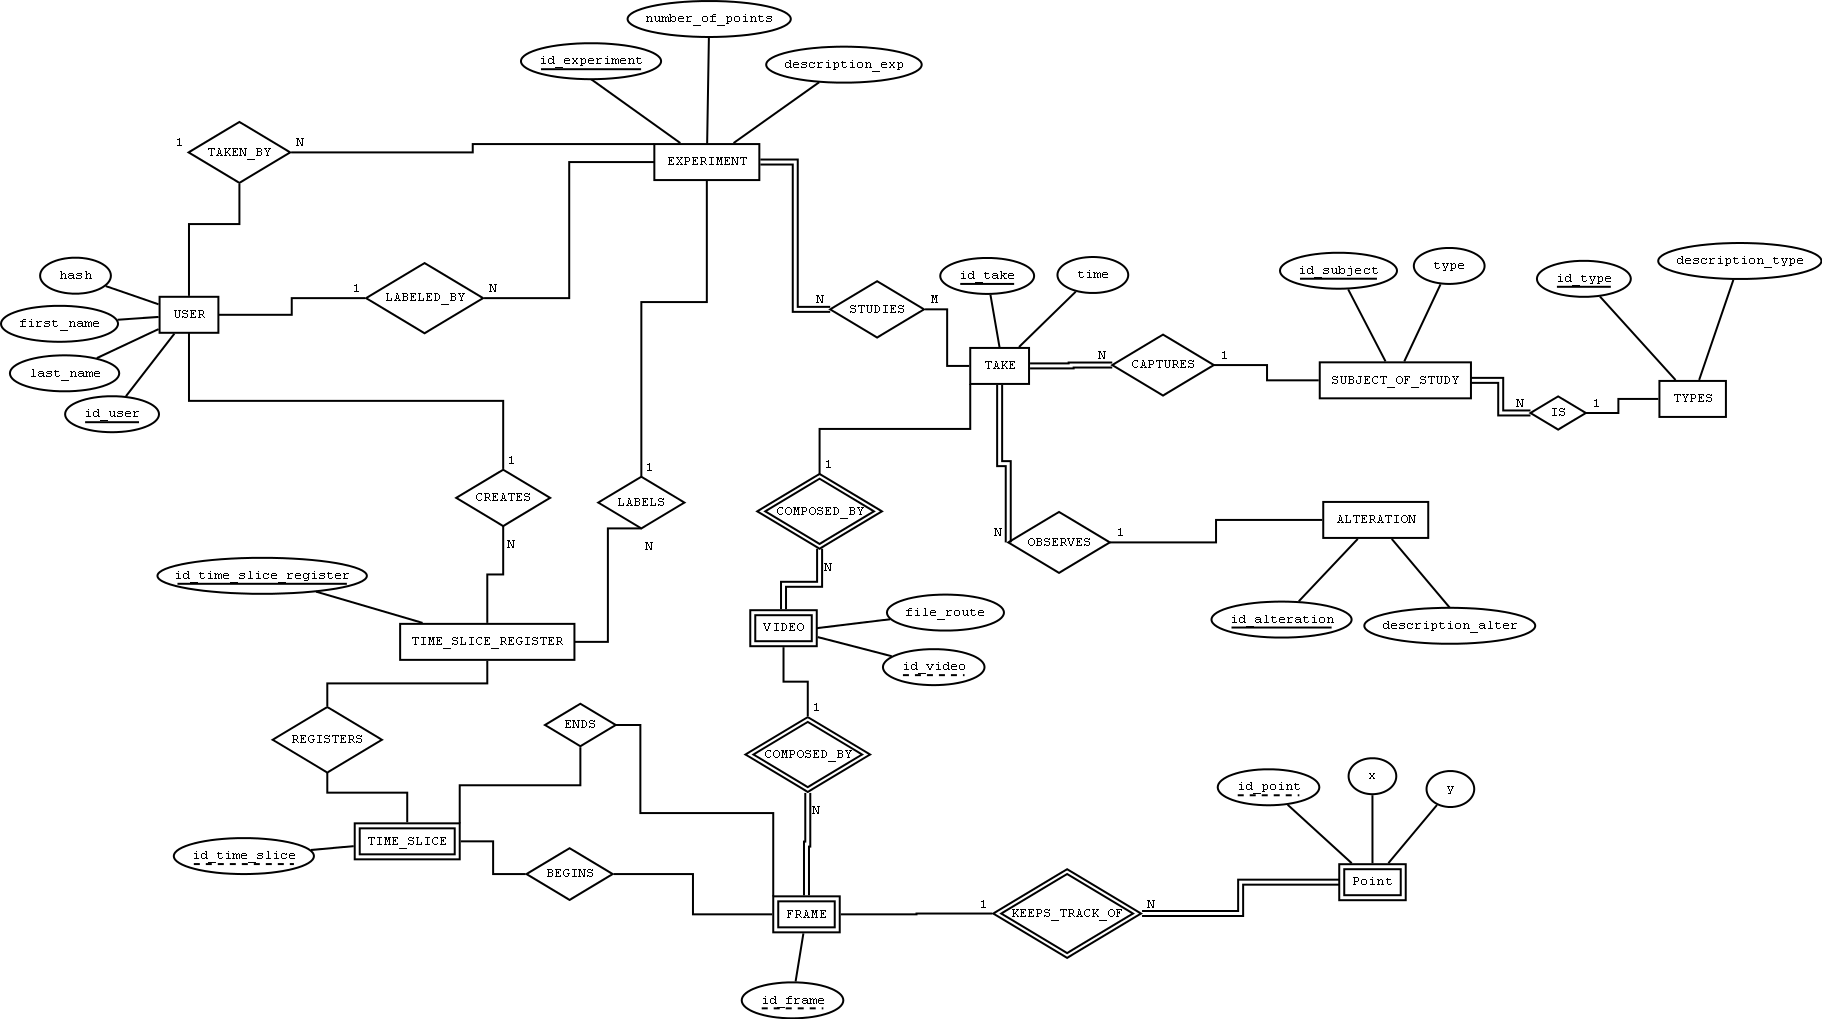 number_of_points
id_experiment
description_exp
1
TAKEN_BY
N
EXPERIMENT
hash
first_name
USER
last_name
id_user
1
LABELED_BY
N
N
STUDIES
M
id_take
time
TAKE
N
CAPTURES
1
id_subject
type
SUBJECT_OF_STUDY
N
IS
1
id_type
description_type
TYPES
1
CREATES
N
1
LABELS
N
1
COMPOSED_BY
N
N
OBSERVES
1
ALTERATION
id_alteration
description_alter
id_time_slice_register
TIME_SLICE_REGISTER
VIDEO
file_route
id_video
REGISTERS
ENDS
1
COMPOSED_BY
N
TIME_SLICE
id_time_slice
BEGINS
FRAME
id_frame
1
KEEPS_TRACK_OF
N
id_point
x
y
Point